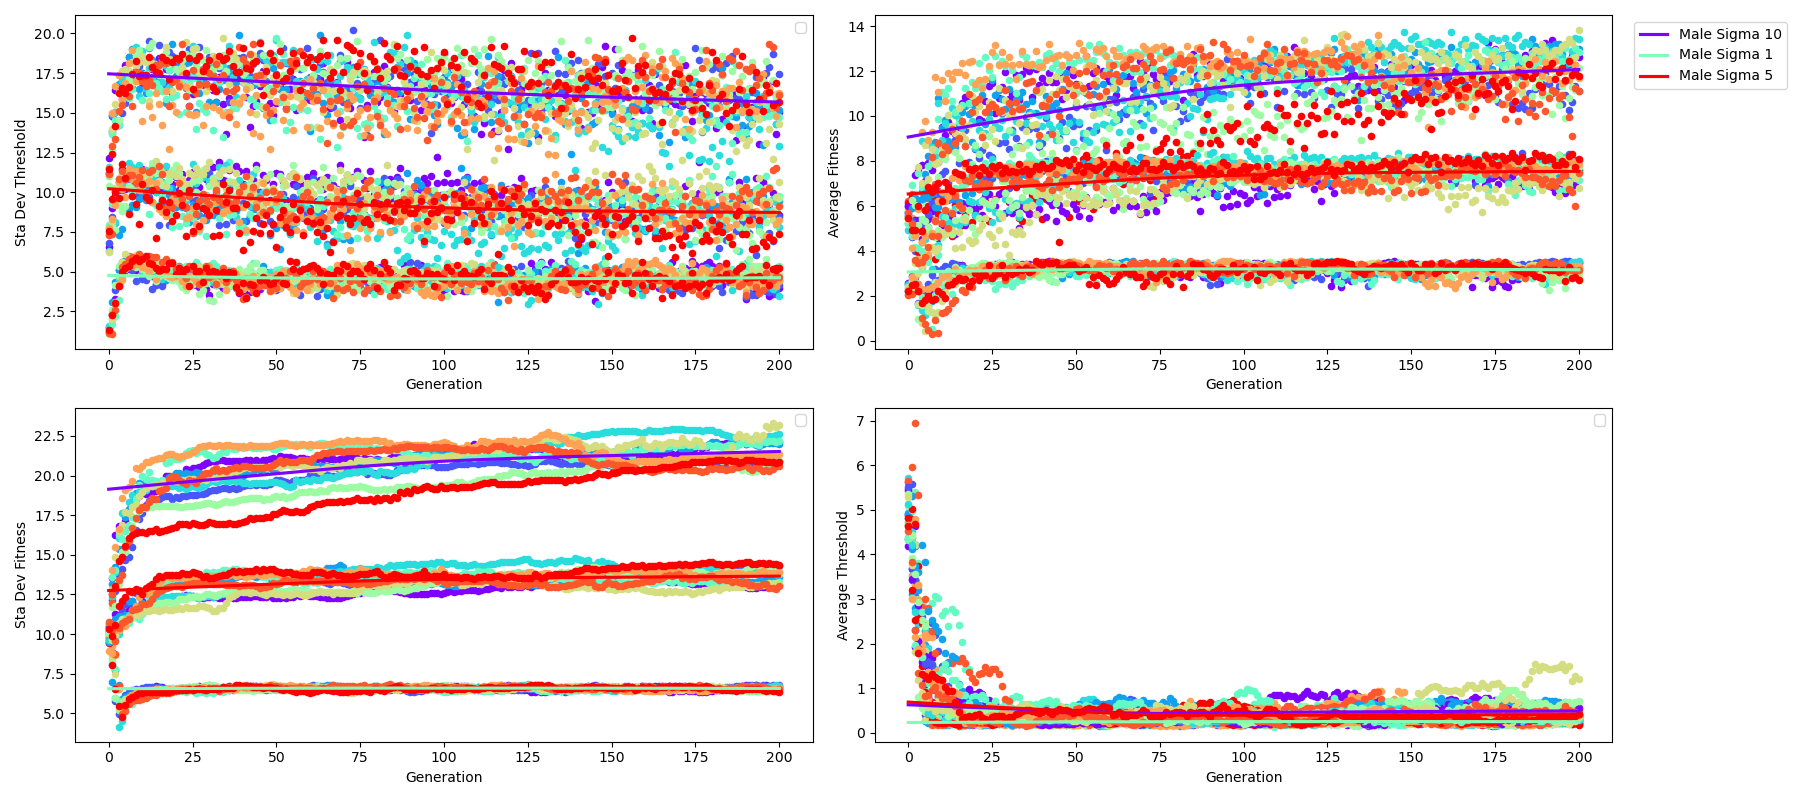 20.0
17.5
15.0
12.5
10.0
7.5
5.0
2.5
Sta Dev Threshold
0 25 50 75 100 125 150 175 200
Generation
14
12
10
8
6
4
2
0
Average Fitness
0 25 50 75 100 125 150 175 200
Generation
Male Sigma 10
Male Sigma 1
Male Sigma 5
22.5
20.0
17.5
15.0
12.5
10.0
7.5
5.0
Sta Dev Fitness
0 25 50 75 100 125 150 175 200
Generation
7
6
5
4
3
2
1
0
Average Threshold
0 25 50 75 100 125 150 175 200
Generation